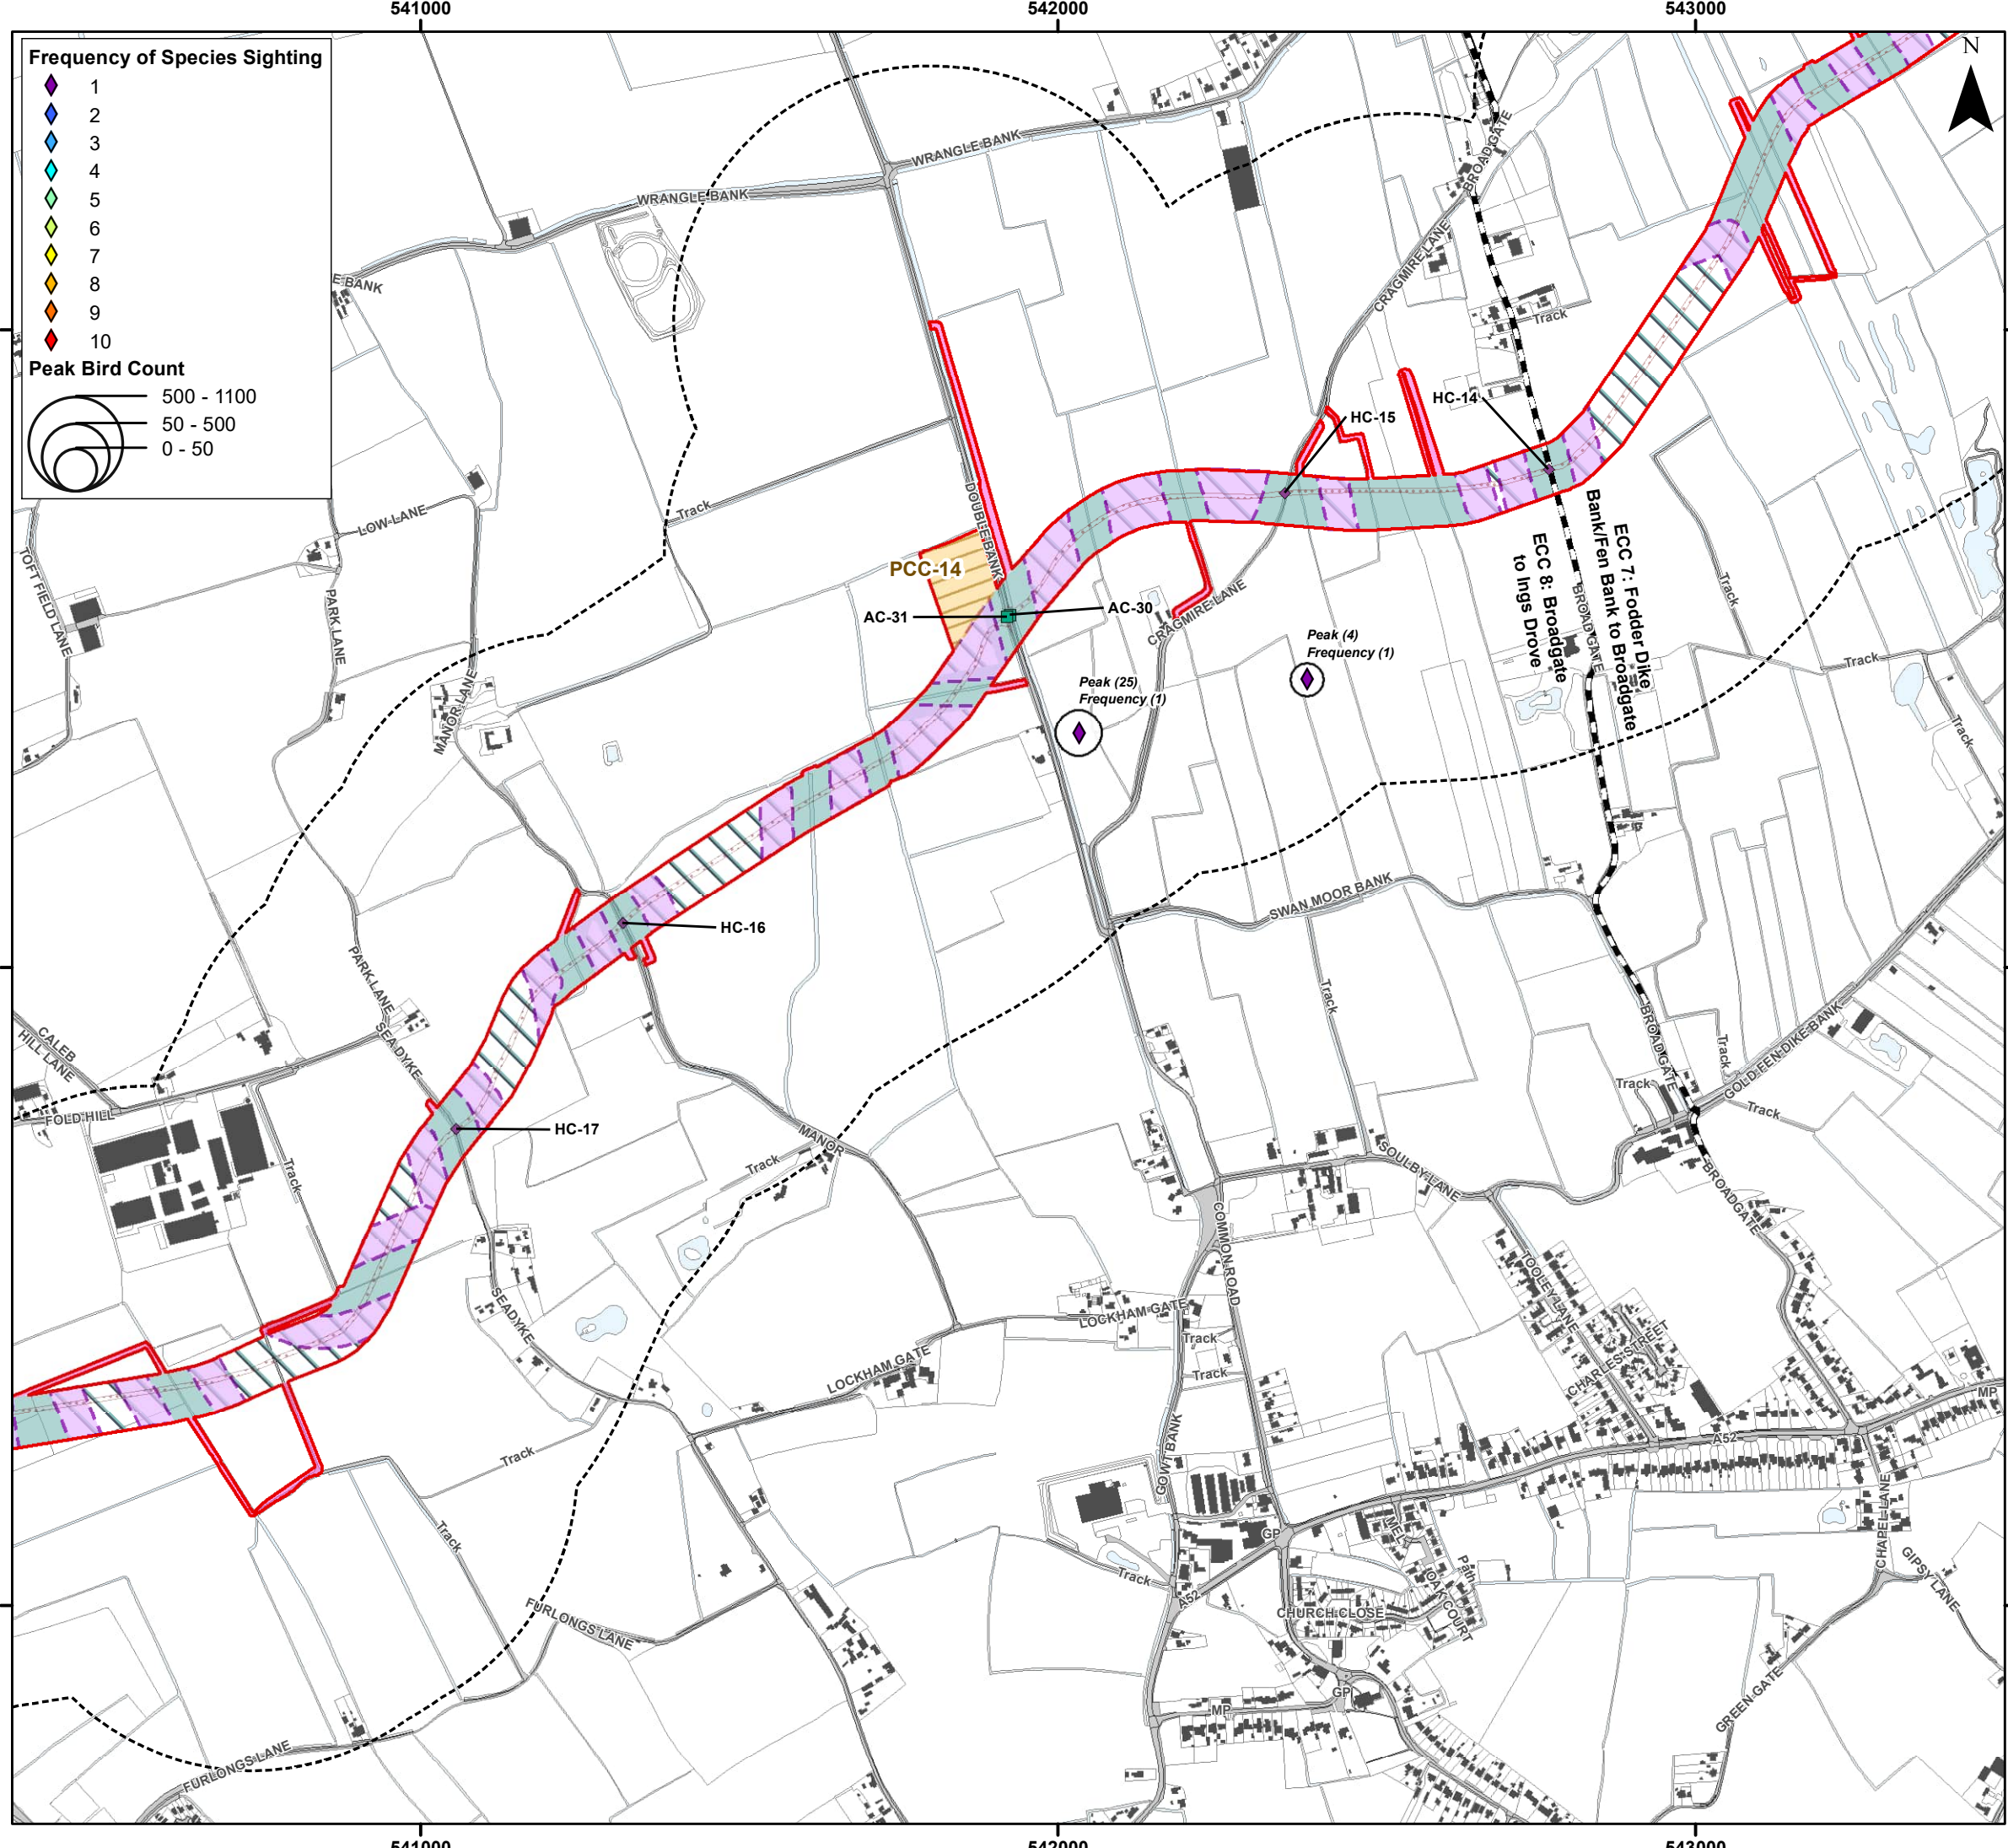 541000
542000
543000
N
Frequency of Species Sighting
1
2
3
4
5
6
7
8
9
10
Peak Bird Count
500 - 1100
50 - 500
0 - 50
WRANGLE BANK
WRANGLE BANK
E BANK
BROADGATE
CRAGMIRE LANE
Track
HC-14
HC-15
LOW LANE
Track
DOUBLE BANK
TOFT FIELD LANE
PARK LANE
PCC-14
AC-31
AC-30
CRAGMIRE LANE
ECC 7: Fodder Dike
Bank/Fen Bank to Broadgate
ECC 8: Broadgate
to Ings Drove
BROADGATE
Track
Track
Track
Peak (4)
Frequency (1)
Peak (25)
Frequency (1)
MANOR LANE
SWAN MOOR BANK
HC-16
PARK LANE
SEA DYKE
CALEB
HILL LANE
FOLD HILL
Track
HC-17
Track
MANOR
Track
BROADGATE
Track
Track
GOLD FEN DIKE BANK
Track
SOULBY LANE
BROADGATE
COMMON ROAD
TOOLEY LANE
SEADYKE
LOCKHAM GATE
Track
Track
LOCKHAM GATE
CHARLES STREET
MP
A52
Track
GOWT BANK
Track
GP
MEL
OAK COURT
Path
CHAPEL LANE
GIPSY LANE
Track
A52
CHURCH CLOSE
FURLONGS LANE
GP
MP
GREEN GATE
FURLONGS LANE
541000
542000
543000